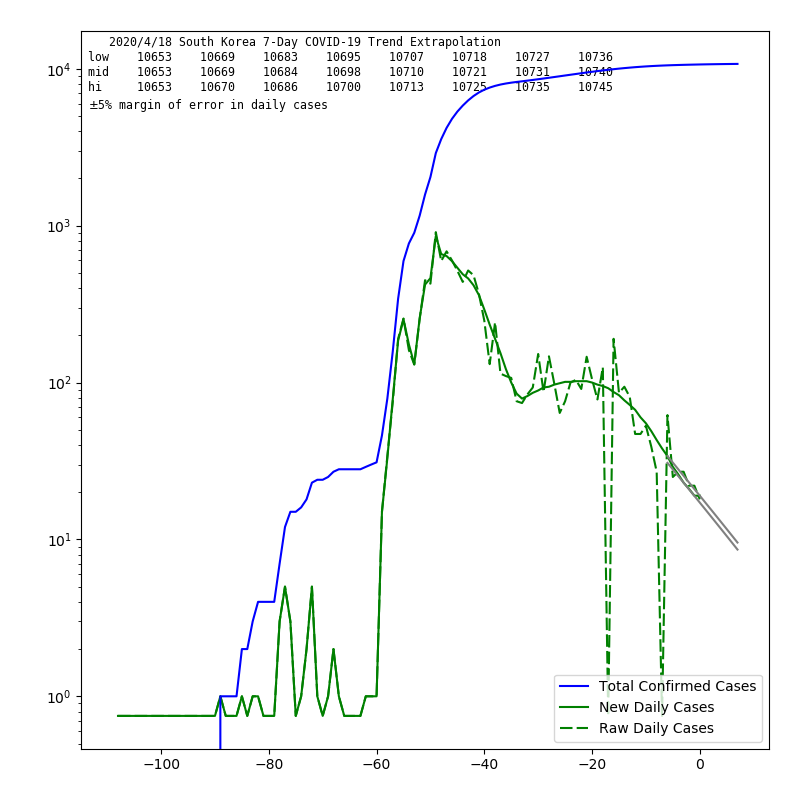 2020/4/18 South Korea 7-Day COVID-19 Trend Extrapolation
low 10653 10669 10683 10695 10707 10718 10727 10736
mid 10653 10669 10684 10698 10710 10721 10731 10740
hi 10653 10670 10686 10700 10713 10725 10735 10745
±5% margin of error in daily cases
10⁴
10³
10²
10¹
10⁰
Total Confirmed Cases
New Daily Cases
Raw Daily Cases
−100 −80 −60 −40 −20 0